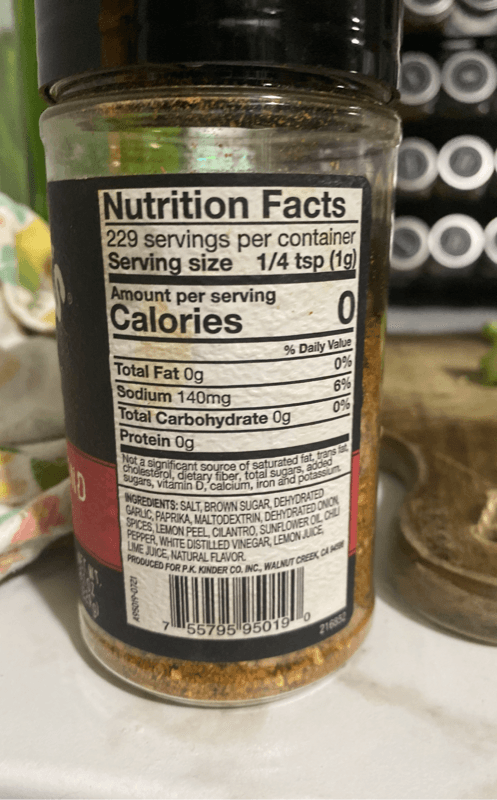 Nutrition Facts
229 servings per container
Serving size 1/4 tsp (1g)
Amount per serving
Calories 0
% Daily Value
Total Fat 0g 0%
Sodium 140mg 6%
Total Carbohydrate 0g 0%
Protein 0g
Not a significant source of saturated fat, trans fat,
cholesterol, dietary fiber, total sugars, added
sugars, vitamin D, calcium, iron and potassium.
INGREDIENTS: SALT, BROWN SUGAR, DEHYDRATED
GARLIC, PAPRIKA, MALTODEXTRIN, DEHYDRATED ONION,
SPICES, LEMON PEEL, CILANTRO, SUNFLOWER OIL, CHILI
PEPPER, WHITE DISTILLED VINEGAR, LEMON JUICE,
LIME JUICE, NATURAL FLAVOR.
PRODUCED FOR P.K. KINDER CO. INC., WALNUT CREEK, CA
7 55795 95019 0
216852